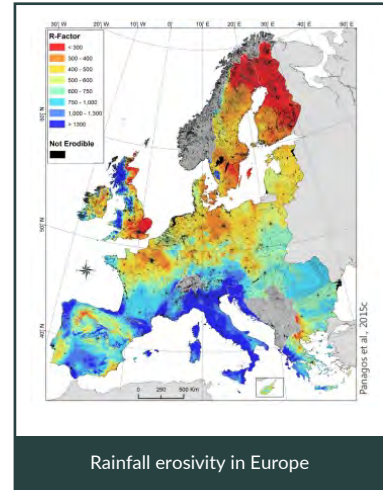 30° W
20° W
10° W
0°
10° E
20° E
30° E
40° E
50° E
60° E
R-Factor
< 300
300 - 400
400 - 500
500 - 600
600 - 750
750 - 1,000
1,000 - 1,300
> 1300
Not Erodible
60° N
50° N
40° N
0 250 500 Km
Panagos et al., 2015c
Rainfall erosivity in Europe